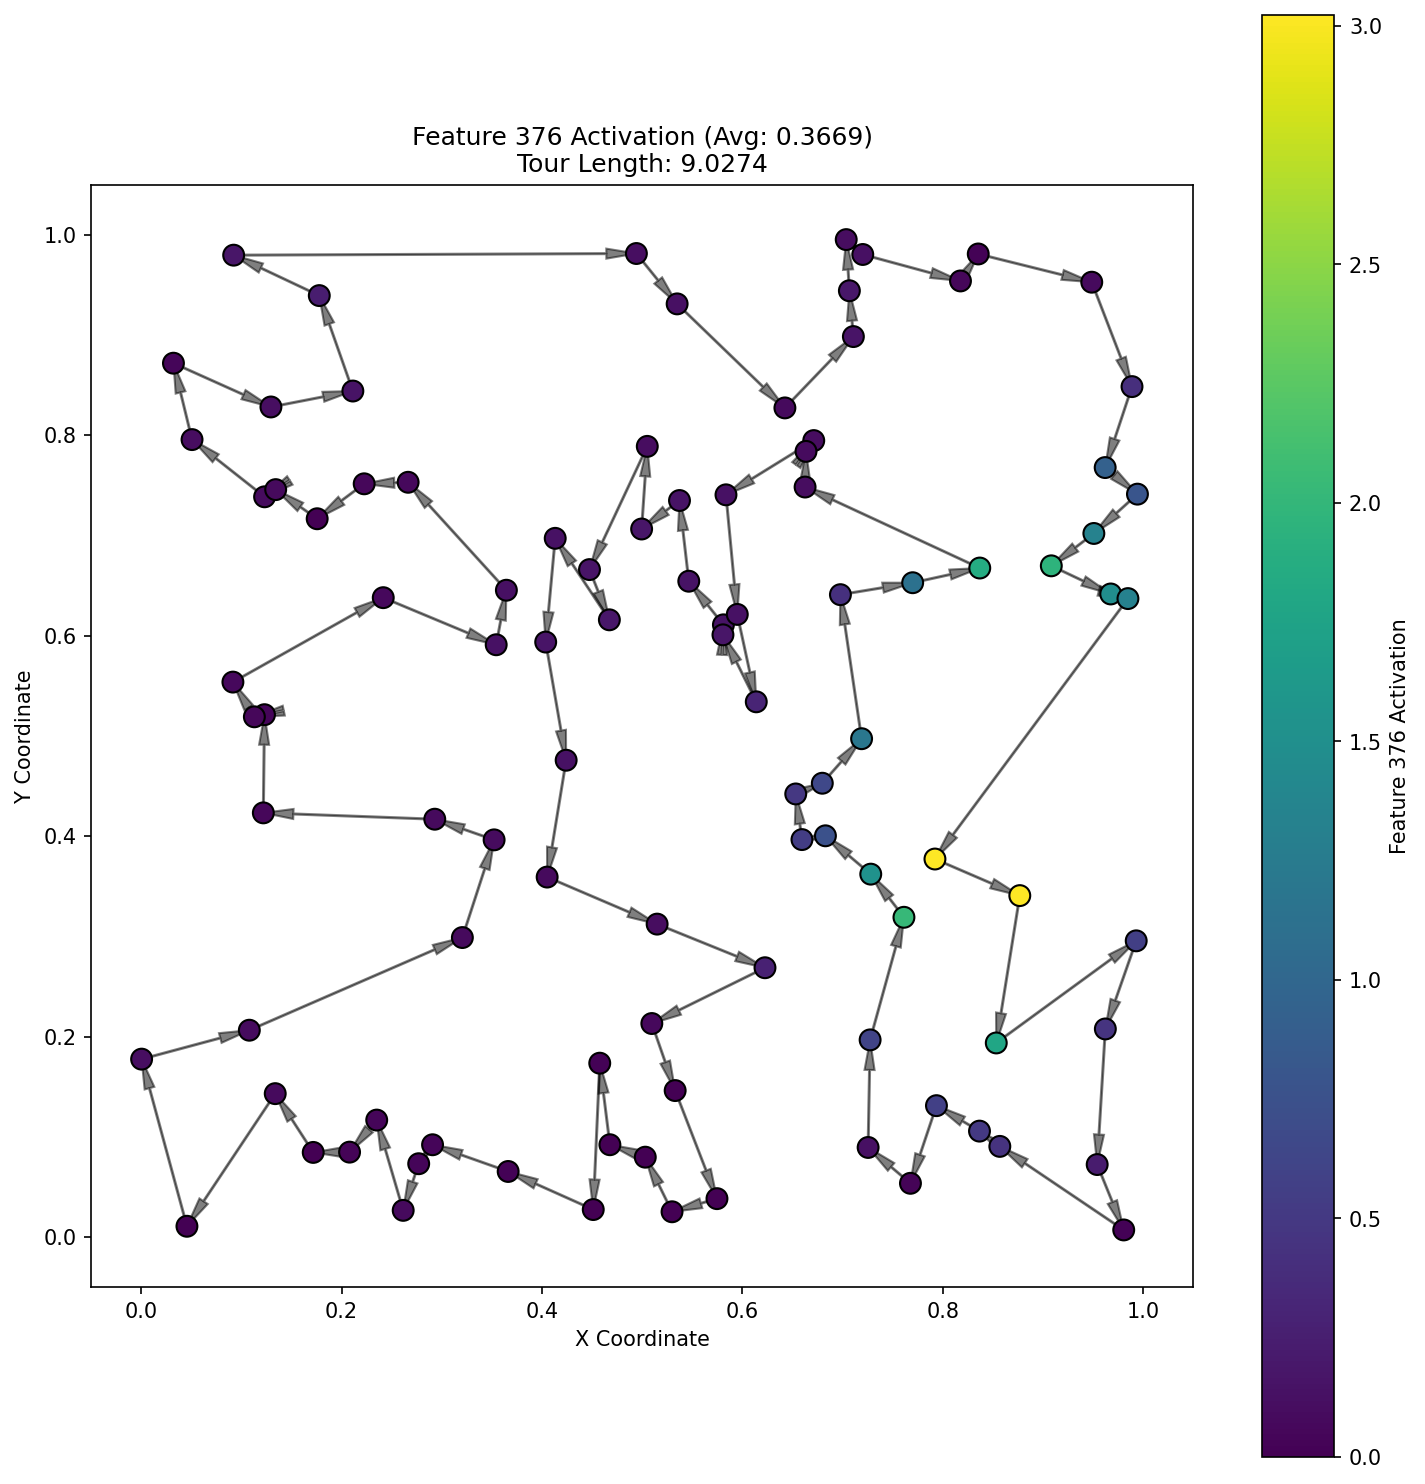 Feature 376 Activation (Avg: 0.3669)
Tour Length: 9.0274
1.0
0.8
0.6
0.4
0.2
0.0
Y Coordinate
0.0 0.2 0.4 0.6 0.8 1.0
X Coordinate
3.0
2.5
2.0
1.5
1.0
0.5
0.0
Feature 376 Activation